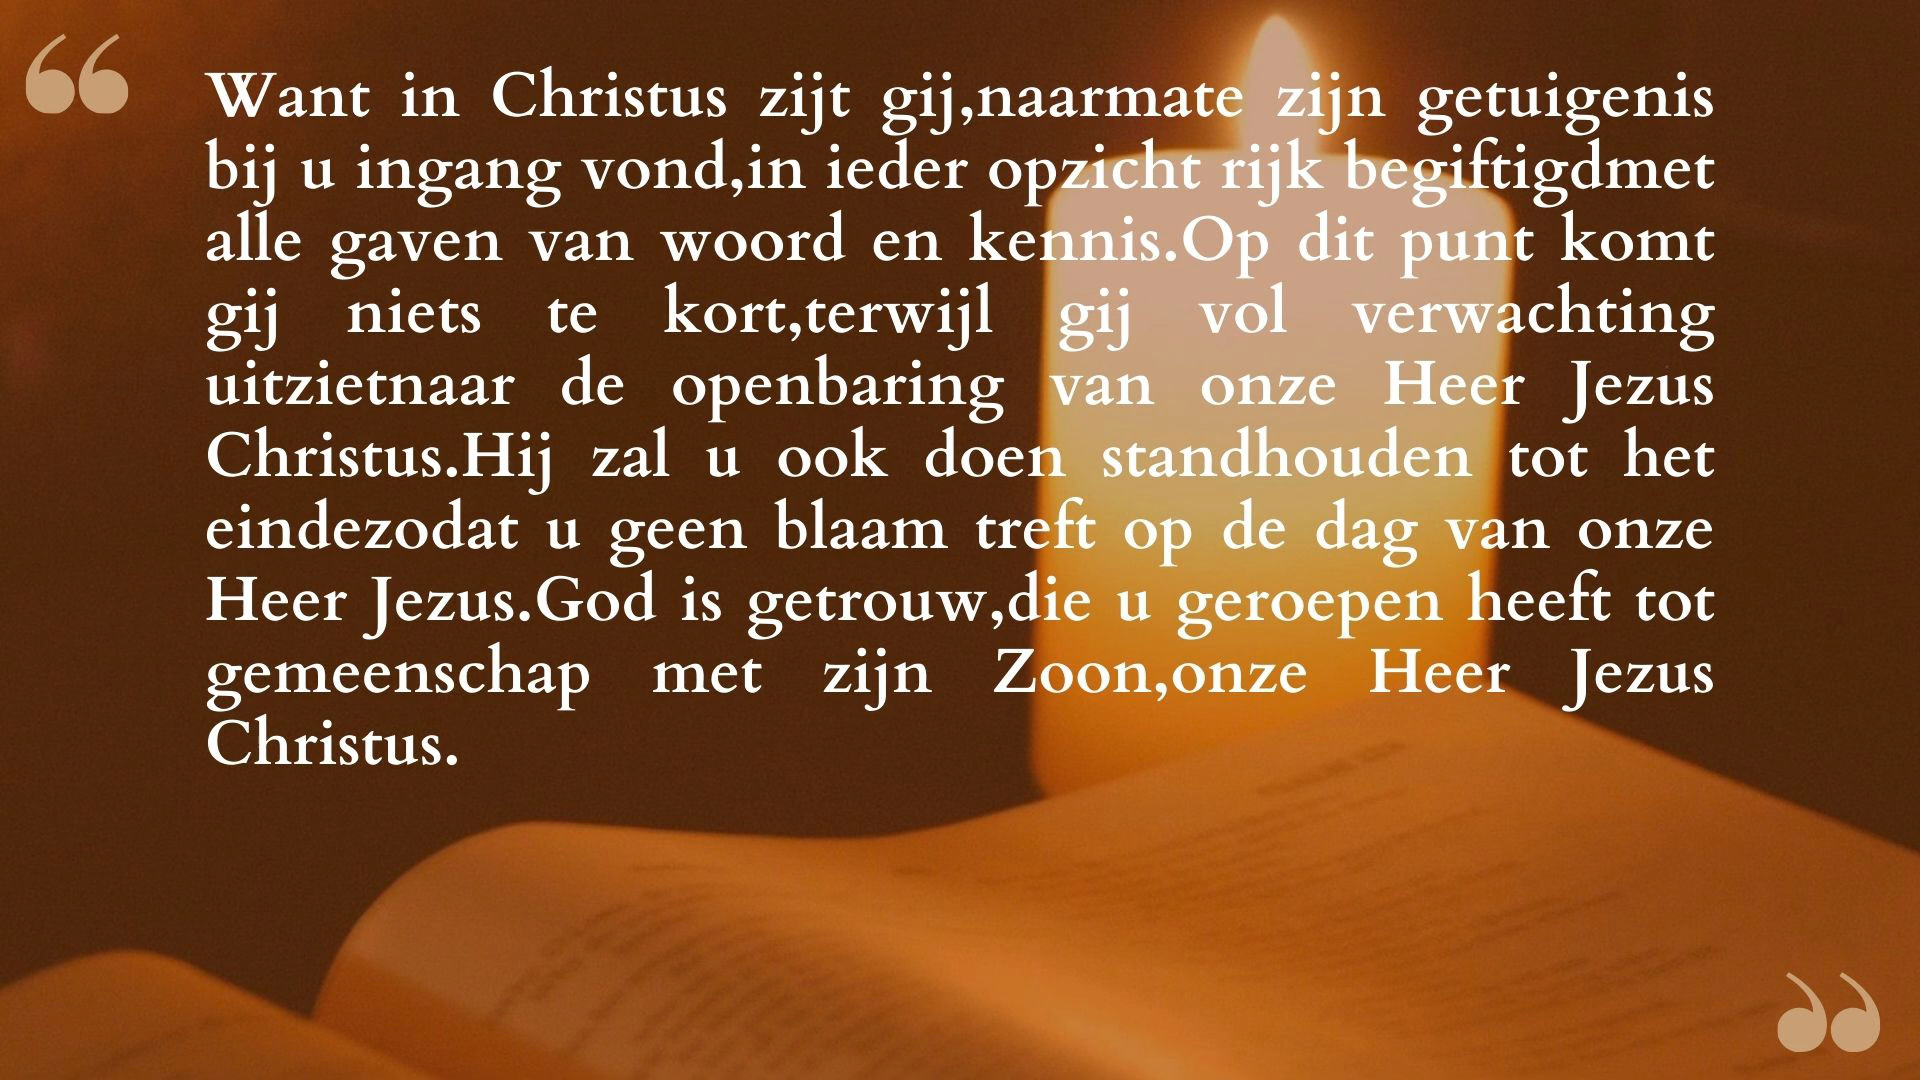 Want in Christus zijt gij,naarmate zijn getuigenis
bij u ingang vond,in ieder opzicht rijk begiftigdmet
alle gaven van woord en kennis.Op dit punt komt
gij niets te kort,terwijl gij vol verwachting
uitzietnaar de openbaring van onze Heer Jezus
Christus.Hij zal u ook doen standhouden tot het
eindezodat u geen blaam treft op de dag van onze
Heer Jezus.God is getrouw,die u geroepen heeft tot
gemeenschap met zijn Zoon,onze Heer Jezus
Christus.